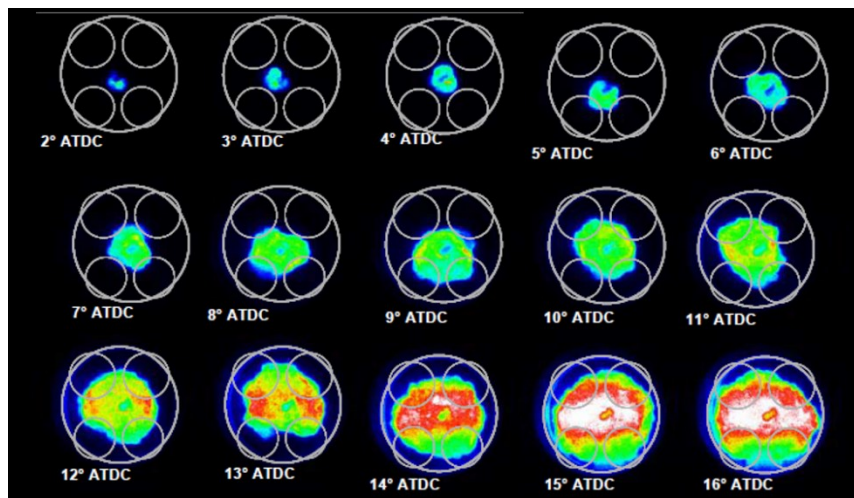 2° ATDC
3° ATDC
4° ATDC
5° ATDC
6° ATDC
7° ATDC
8° ATDC
9° ATDC
10° ATDC
11° ATDC
12° ATDC
13° ATDC
14° ATDC
15° ATDC
16° ATDC